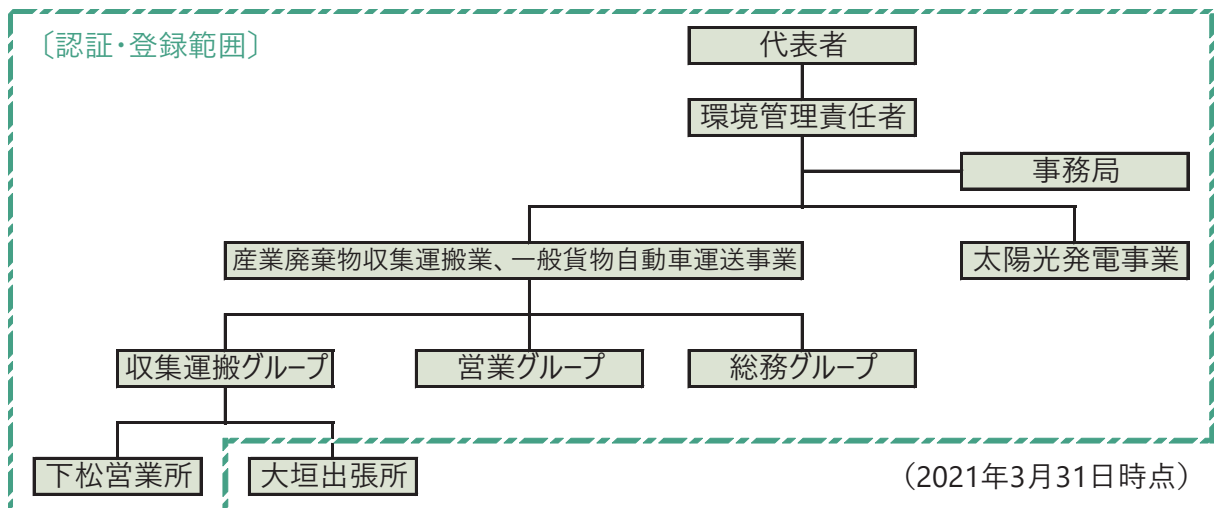 〔認証・登録範囲〕
代表者
環境管理責任者
事務局
産業廃棄物収集運搬業、一般貨物自動車運送事業
太陽光発電事業
収集運搬グループ
営業グループ
総務グループ
下松営業所
大垣出張所
（2021年3月31日時点）